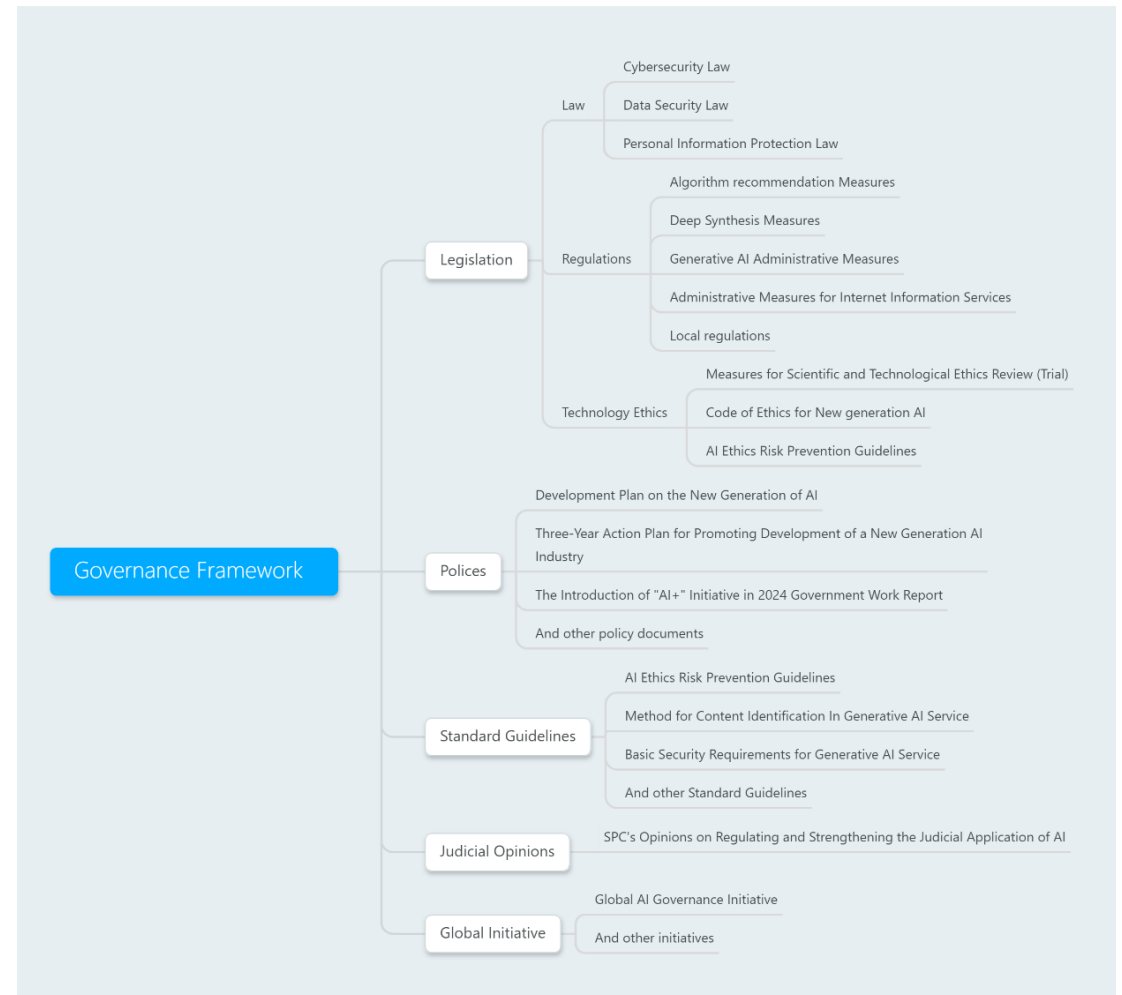 Governance Framework
Legislation
Law
Cybersecurity Law
Data Security Law
Personal Information Protection Law
Regulations
Algorithm recommendation Measures
Deep Synthesis Measures
Generative AI Administrative Measures
Administrative Measures for Internet Information Services
Local regulations
Technology Ethics
Measures for Scientific and Technological Ethics Review (Trial)
Code of Ethics for New generation AI
AI Ethics Risk Prevention Guidelines
Polices
Development Plan on the New Generation of AI
Three-Year Action Plan for Promoting Development of a New Generation AI
Industry
The Introduction of "AI+" Initiative in 2024 Government Work Report
And other policy documents
Standard Guidelines
AI Ethics Risk Prevention Guidelines
Method for Content Identification In Generative AI Service
Basic Security Requirements for Generative AI Service
And other Standard Guidelines
Judicial Opinions
SPC's Opinions on Regulating and Strengthening the Judicial Application of AI
Global Initiative
Global AI Governance Initiative
And other initiatives